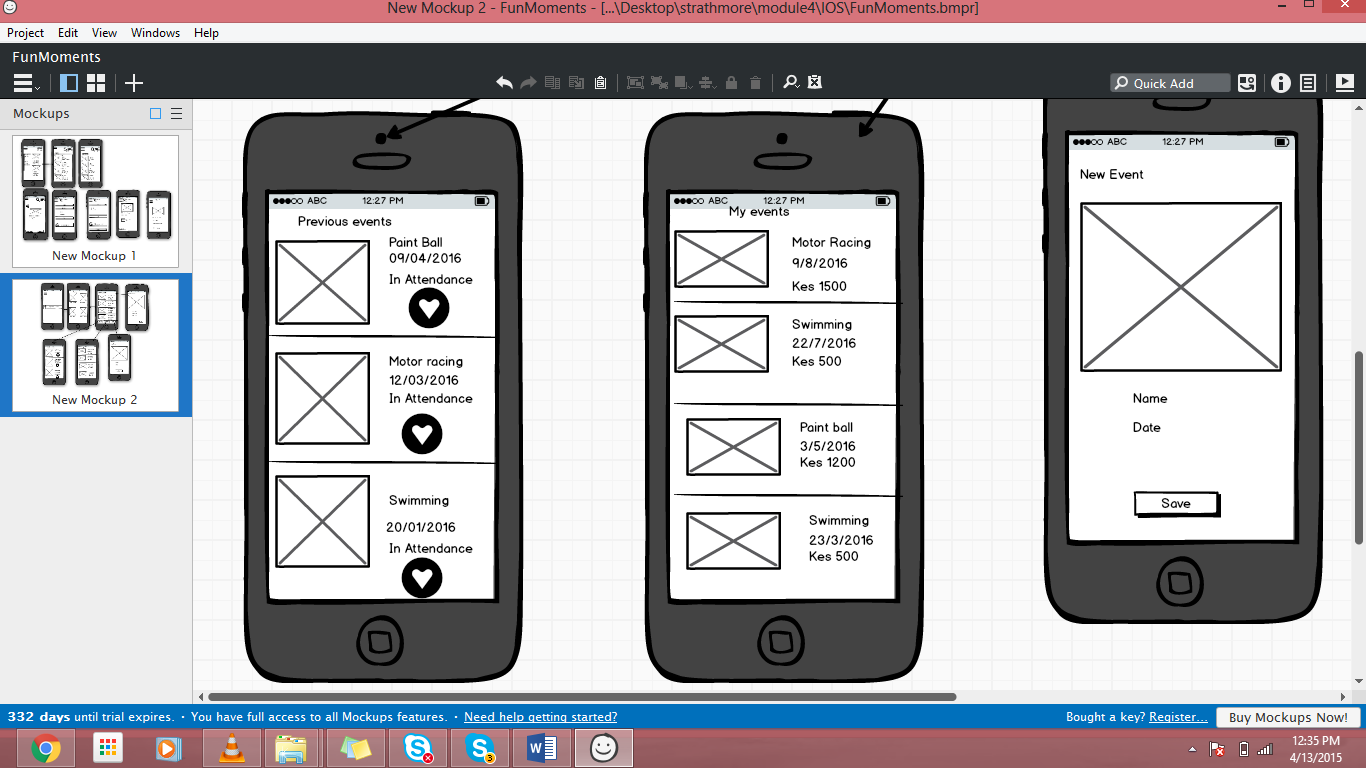 New Mockup 2 - FunMoments - [...\Desktop\strathmore\module4\IOS\FunMoments.bmpr]
Project Edit View Windows Help
FunMoments
Quick Add
Mockups
New Mockup 1
New Mockup 2
ABC 12:27 PM
Previous events
Paint Ball
09/04/2016
In Attendance
Motor racing
12/03/2016
In Attendance
Swimming
20/01/2016
In Attendance
ABC 12:27 PM
My events
Motor Racing
9/8/2016
Kes 1500
Swimming
22/7/2016
Kes 500
Paint ball
3/5/2016
Kes 1200
Swimming
23/3/2016
Kes 500
ABC 12:27 PM
New Event
Name
Date
Save
332 days until trial expires. · You have full access to all Mockups features. · Need help getting started?
Bought a key? Register... Buy Mockups Now!
3
12:35 PM
4/13/2015